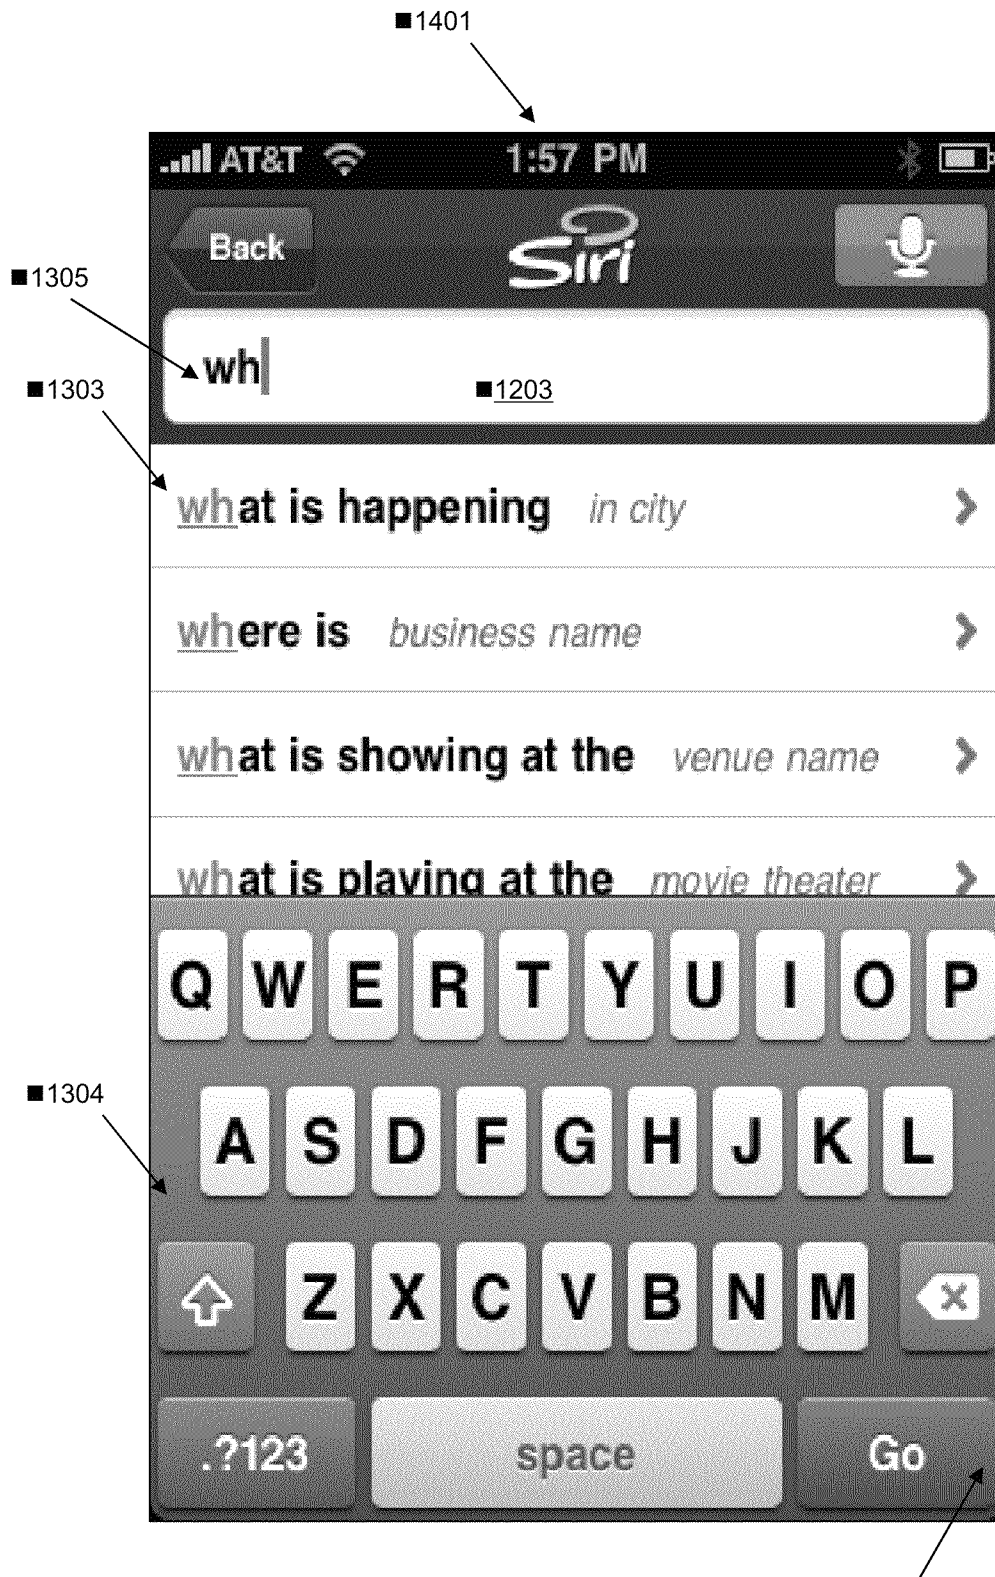 ■1401
AT&T 1:57 PM
Back Siri
■1305
wh
■1303
■1203
what is happening in city
where is business name
what is showing at the venue name
what is playing at the movie theater
Q W E R T Y U I O P
■1304
A S D F G H J K L
Z X C V B N M
.?123 space Go